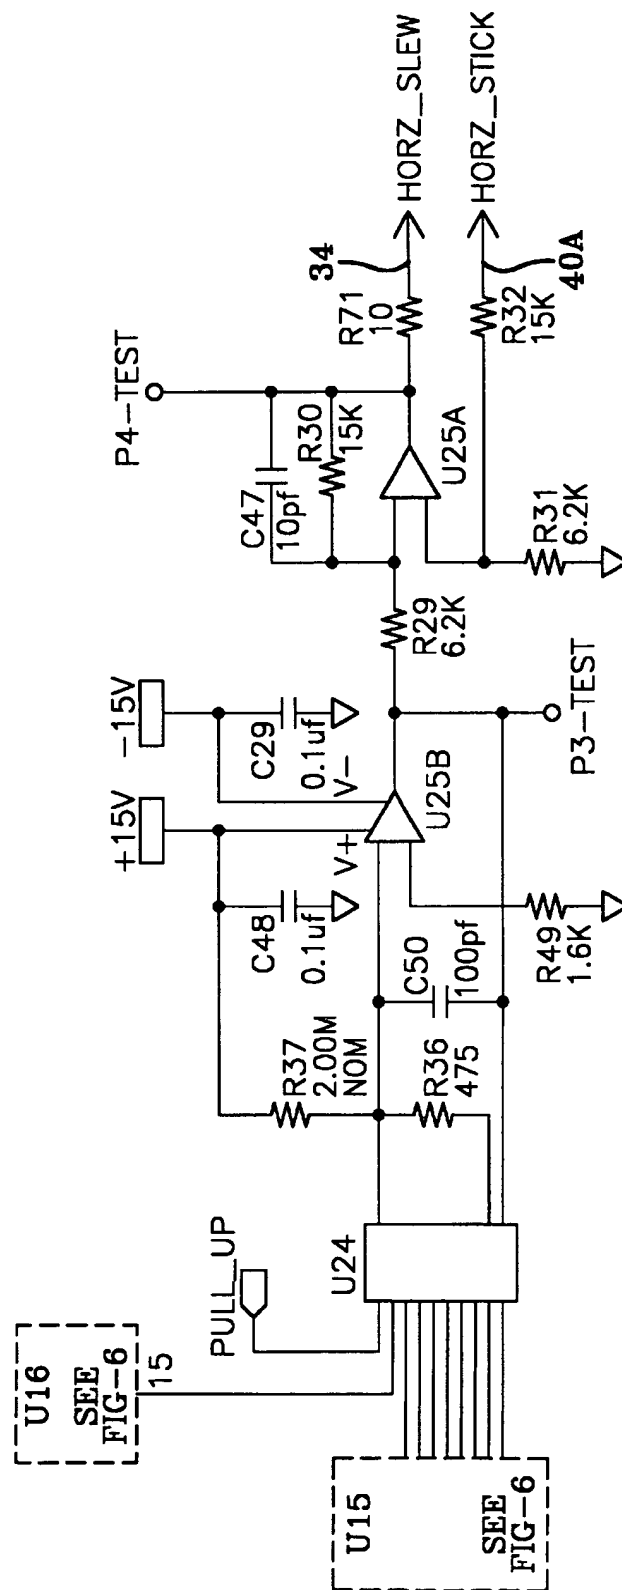 U16
SEE
FIG-6
15
U15
SEE
FIG-6
PULL_UP
U24
R37
2.00M
NOM
R36
475
C50
100pf
C48
0.1uf
+15V
-15V
V+
V-
C29
0.1uf
U25B
R49
1.6K
P3-TEST
R29
6.2K
C47
10pf
R30
15K
P4-TEST
U25A
R31
6.2K
R71
10
34
HORZ_SLEW
R32
15K
40A
HORZ_STICK